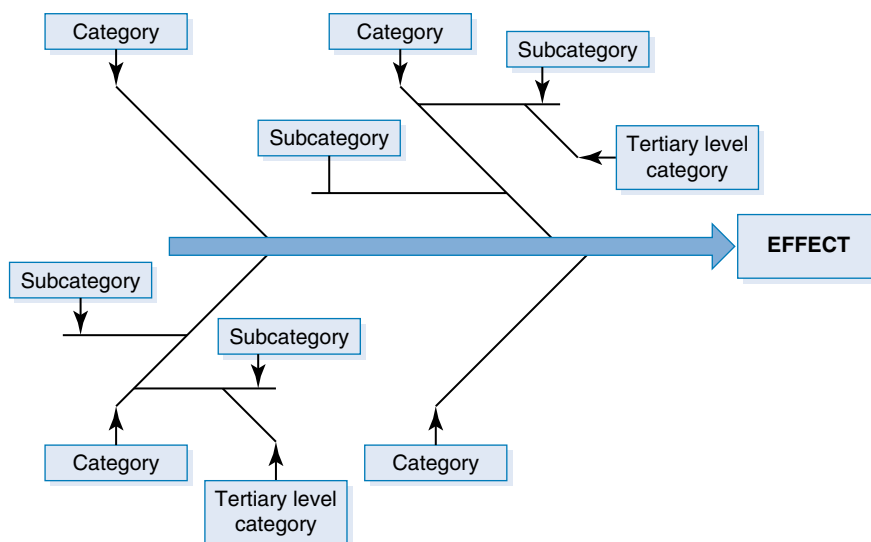 Category
Category
Subcategory
Subcategory
Tertiary level
category
EFFECT
Subcategory
Subcategory
Category
Category
Tertiary level
category